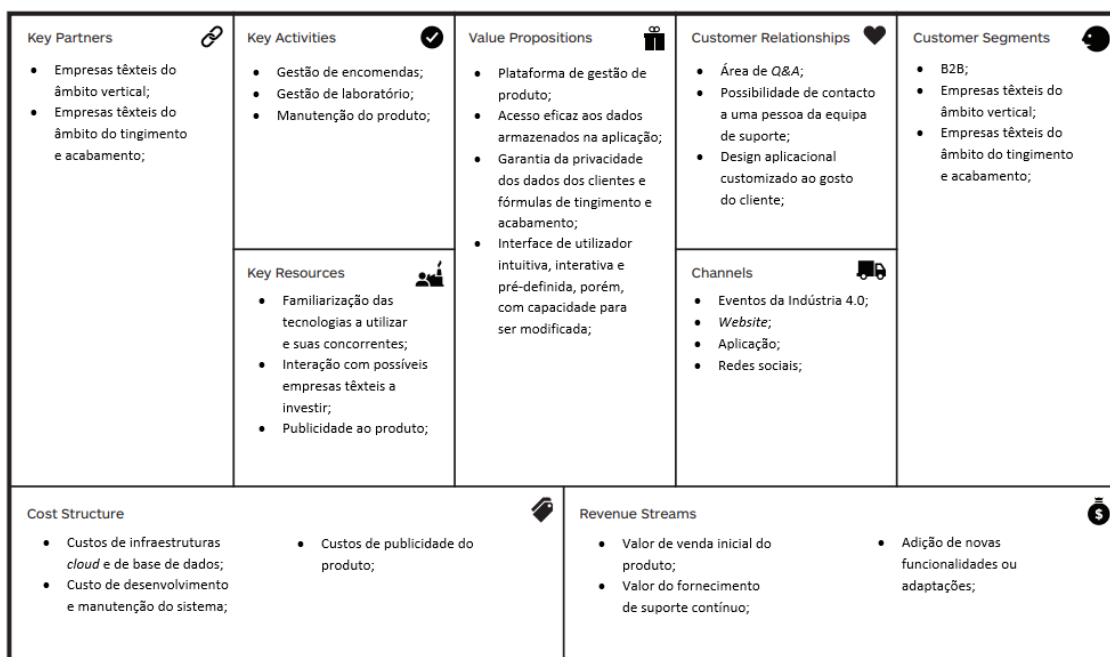 Key Partners
Empresas têxteis do
âmbito vertical;
Empresas têxteis do
âmbito do tingimento
e acabamento;
Key Activities
Gestão de encomendas;
Gestão de laboratório;
Manutenção do produto;
Key Resources
Familiarização das
tecnologias a utilizar
e suas concorrentes;
Interação com possíveis
empresas têxteis a
investir;
Publicidade ao produto;
Value Propositions
Plataforma de gestão de
produto;
Acesso eficaz aos dados
armazenados na aplicação;
Garantia da privacidade
dos dados dos clientes e
fórmulas de tingimento e
acabamento;
Interface de utilizador
intuitiva, interativa e
pré-definida, porém,
com capacidade para
ser modificada;
Customer Relationships
Área de Q&A;
Possibilidade de contacto
a uma pessoa da equipa
de suporte;
Design aplicacional
customizado ao gosto
do cliente;
Channels
Eventos da Indústria 4.0;
Website;
Aplicação;
Redes sociais;
Customer Segments
B2B;
Empresas têxteis do
âmbito vertical;
Empresas têxteis do
âmbito do tingimento
e acabamento;
Cost Structure
Custos de infraestruturas
cloud e de base de dados;
Custo de desenvolvimento
e manutenção do sistema;
Custos de publicidade do
produto;
Revenue Streams
Valor de venda inicial do
produto;
Valor do fornecimento
de suporte contínuo;
Adição de novas
funcionalidades ou
adaptações;